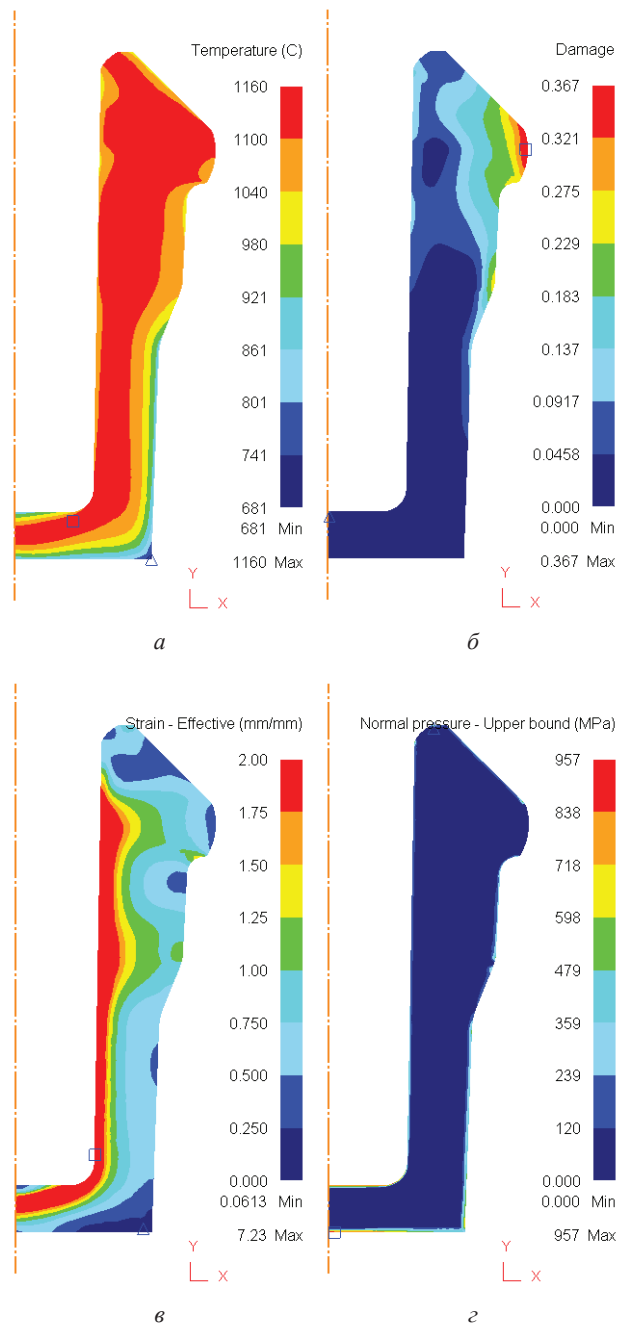 Temperature (C)
1160
1100
1040
980
921
861
801
741
681
681 Min
1160 Max
Y
X
а
Damage
0.367
0.321
0.275
0.229
0.183
0.137
0.0917
0.0458
0.000
0.000 Min
0.367 Max
Y
X
б
Strain - Effective (mm/mm)
2.00
1.75
1.50
1.25
1.00
0.750
0.500
0.250
0.000
0.0613 Min
7.23 Max
Y
X
в
Normal pressure - Upper bound (MPa)
957
838
718
598
479
359
239
120
0.000
0.000 Min
957 Max
Y
X
г